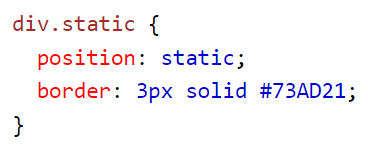 div.static {
  position: static;
  border: 3px solid #73AD21;
}